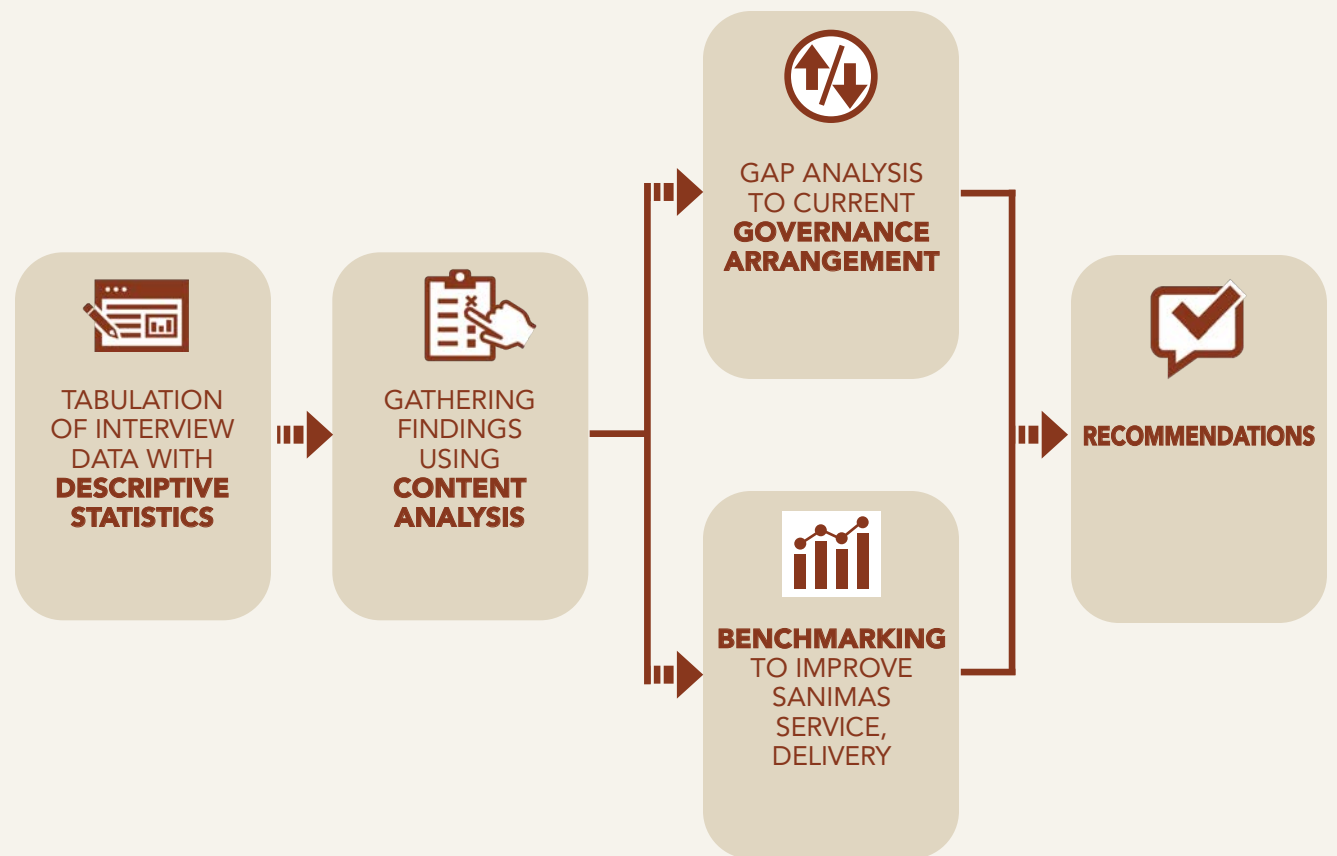 TABULATION
OF INTERVIEW
DATA WITH
DESCRIPTIVE
STATISTICS
GATHERING
FINDINGS
USING
CONTENT
ANALYSIS
GAP ANALYSIS
TO CURRENT
GOVERNANCE
ARRANGEMENT
BENCHMARKING
TO IMPROVE
SANIMAS
SERVICE,
DELIVERY
RECOMMENDATIONS